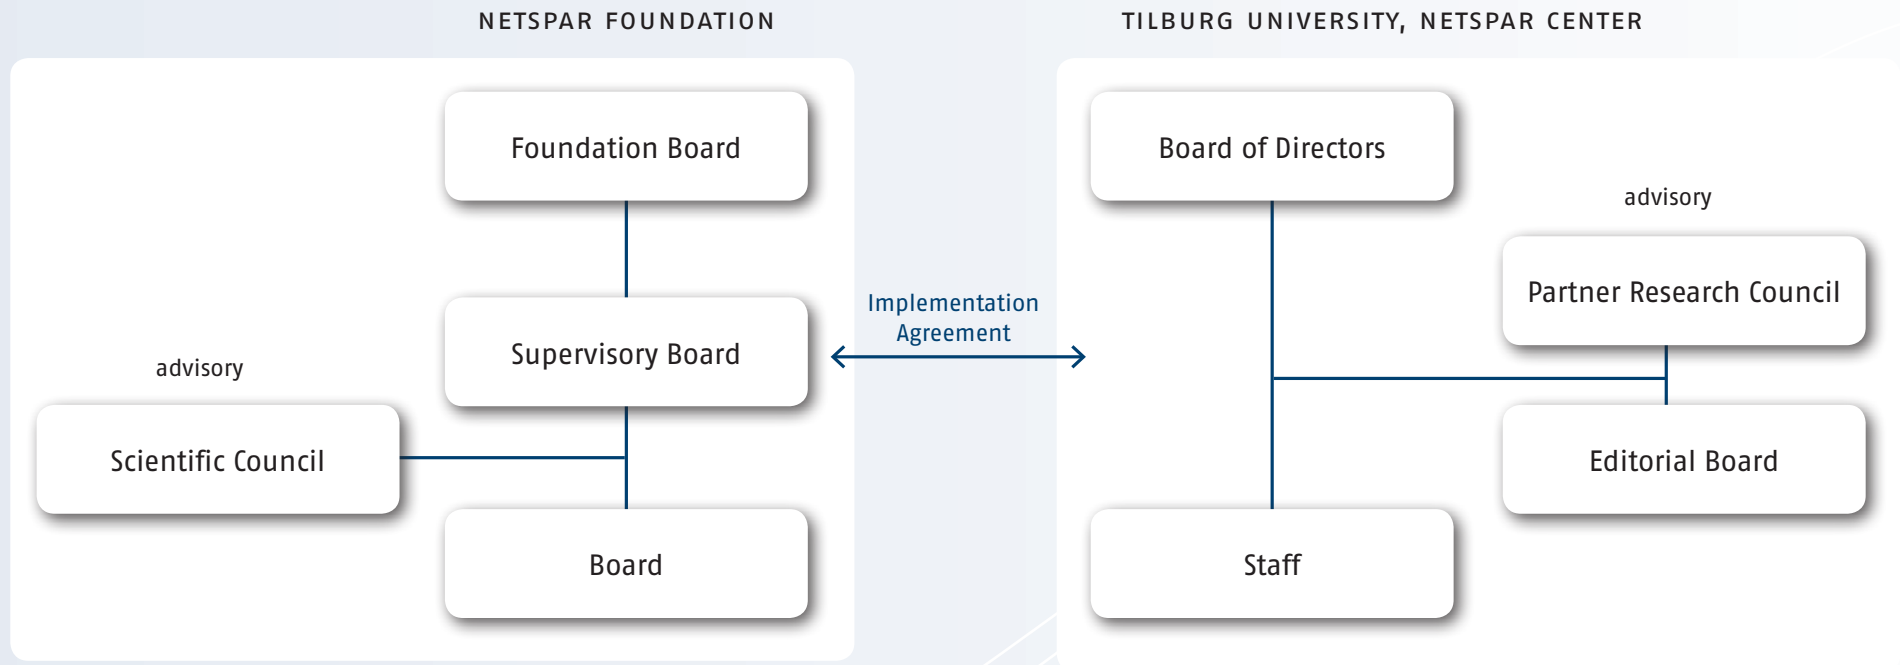 NETSPAR FOUNDATION
Foundation Board
Supervisory Board
advisory
Scientific Council
Board
Implementation
Agreement
TILBURG UNIVERSITY, NETSPAR CENTER
Board of Directors
advisory
Partner Research Council
Editorial Board
Staff